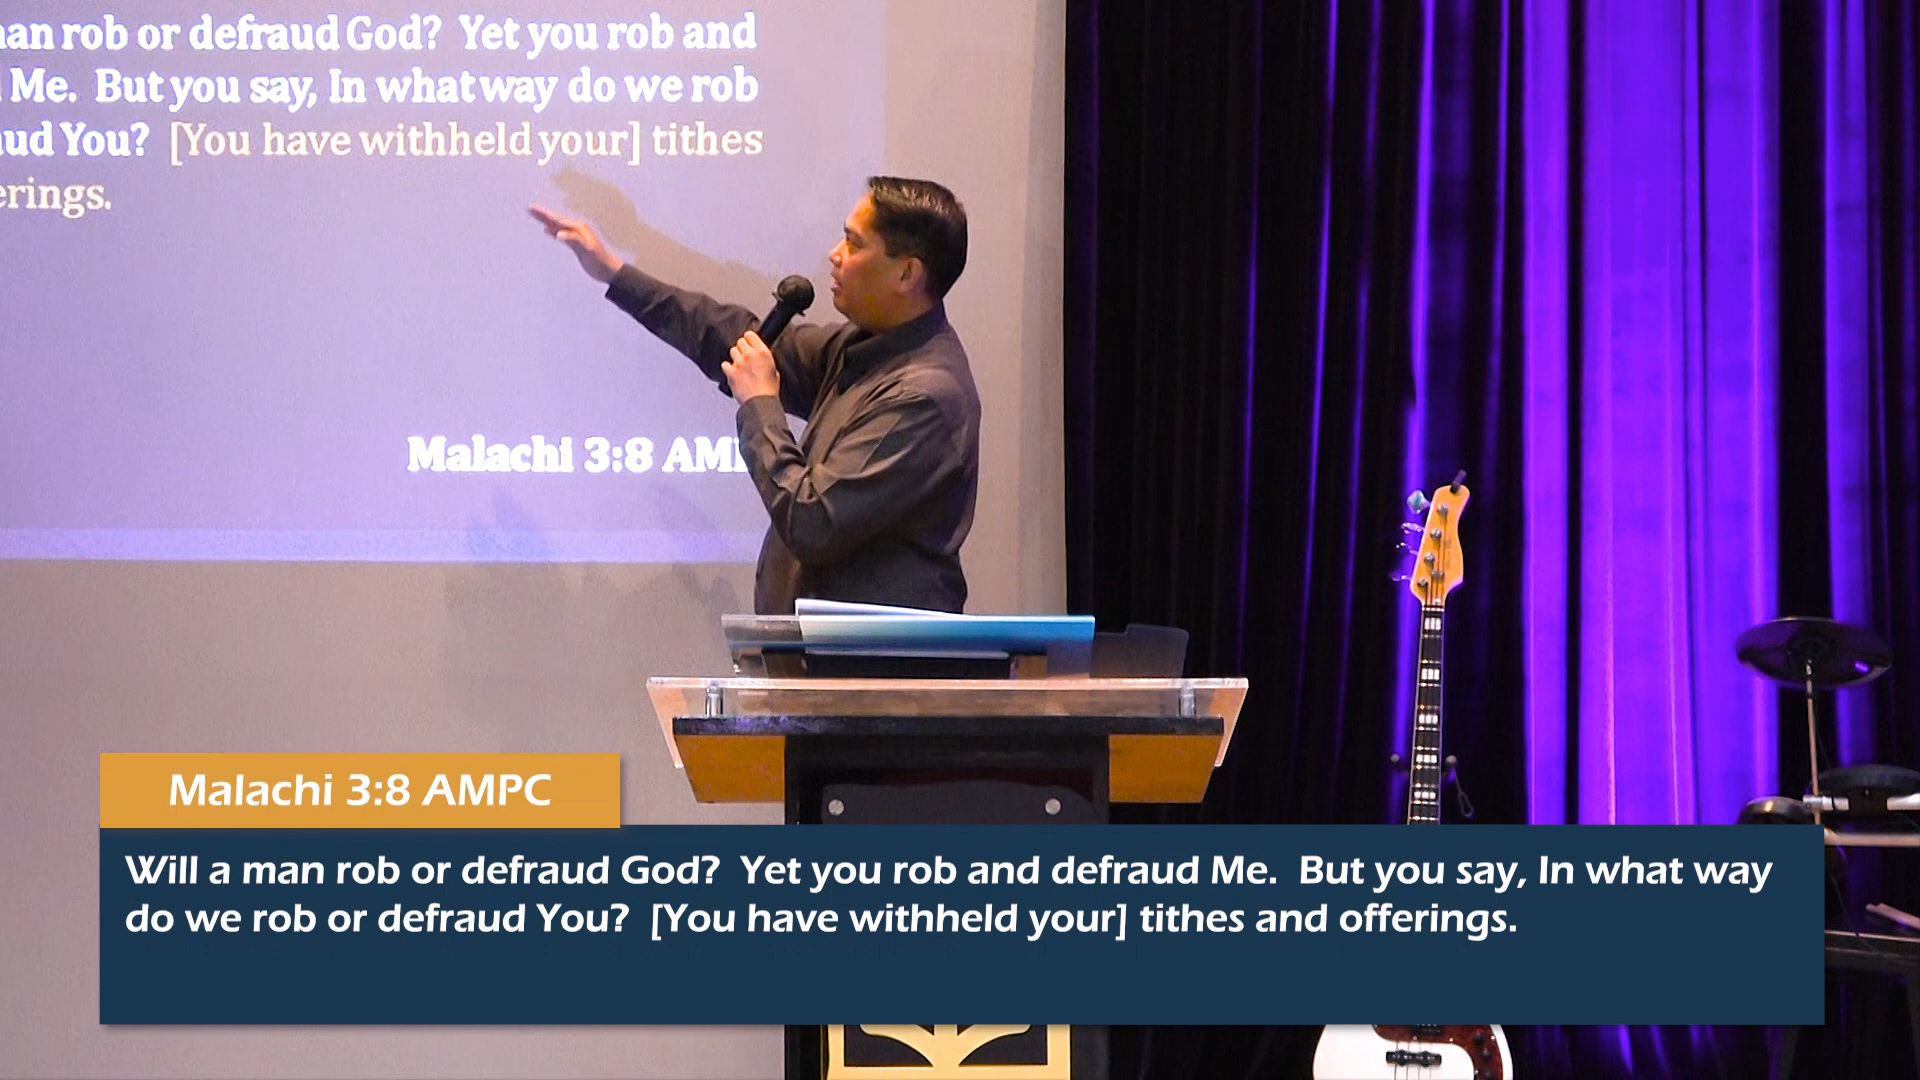 an rob or defraud God? Yet you rob and
Me. But you say, In what way do we rob
ud You? [You have withheld your] tithes
erings.
Malachi 3:8 AM
Malachi 3:8 AMPC
Will a man rob or defraud God? Yet you rob and defraud Me. But you say, In what way
do we rob or defraud You? [You have withheld your] tithes and offerings.